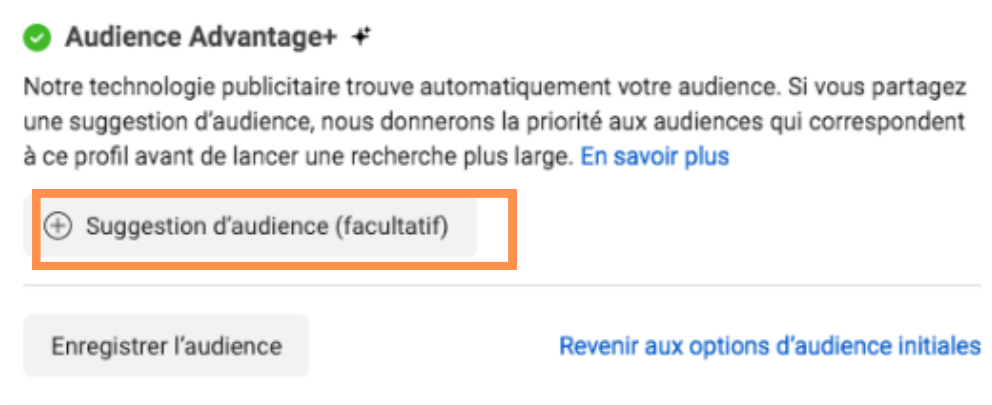 Audience Advantage+
Notre technologie publicitaire trouve automatiquement votre audience. Si vous partagez
une suggestion d’audience, nous donnerons la priorité aux audiences qui correspondent
à ce profil avant de lancer une recherche plus large. En savoir plus
Suggestion d’audience (facultatif)
Enregistrer l’audience
Revenir aux options d’audience initiales